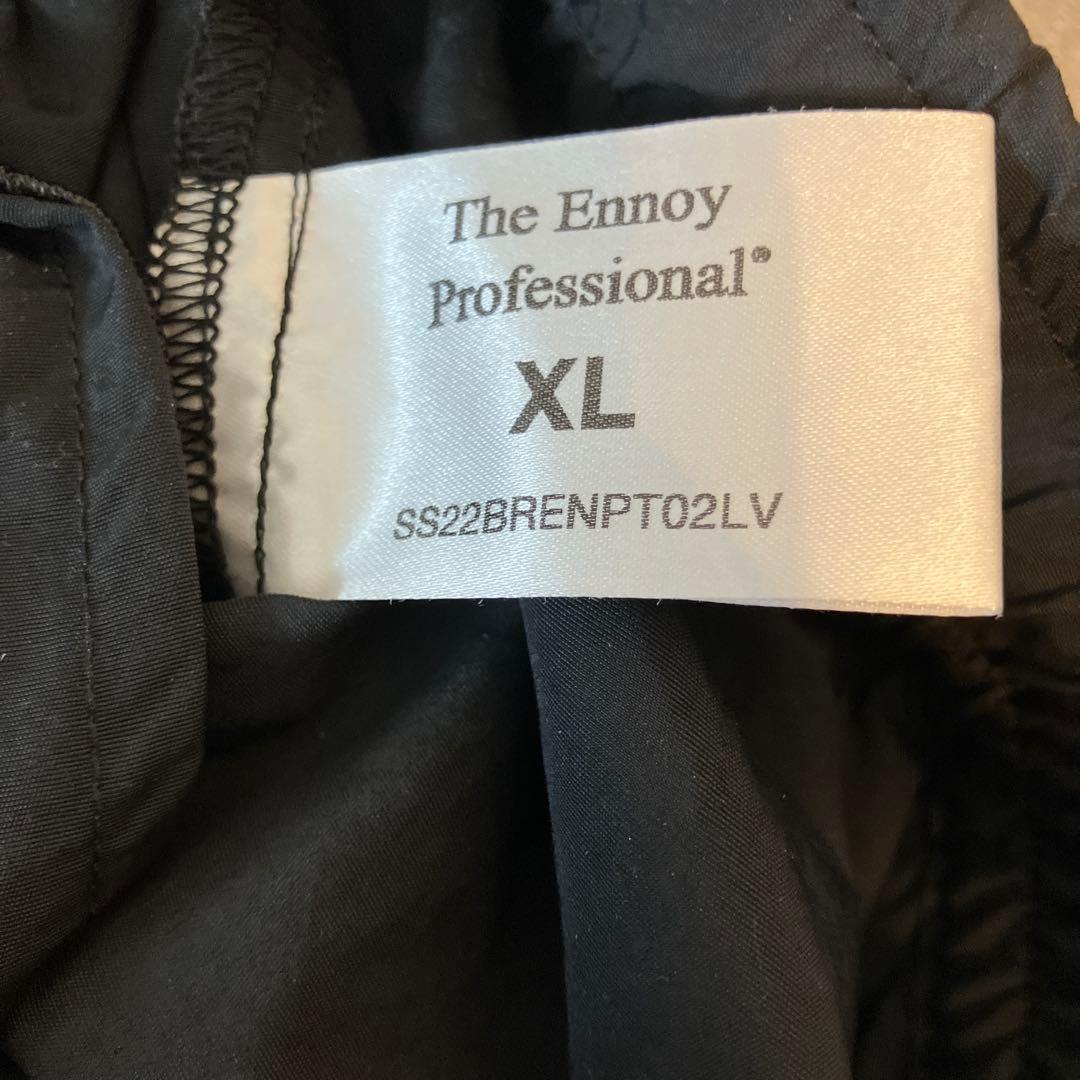 The Ennoy
Professional®
XL
SS22BRENPT02LV